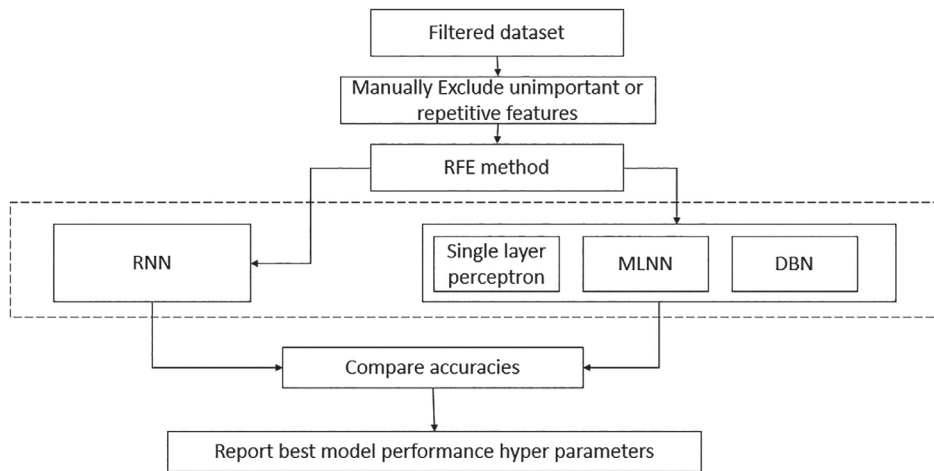 Filtered dataset
Manually Exclude unimportant or
repetitive features
RFE method
RNN
Single layer
perceptron
MLNN
DBN
Compare accuracies
Report best model performance hyper parameters